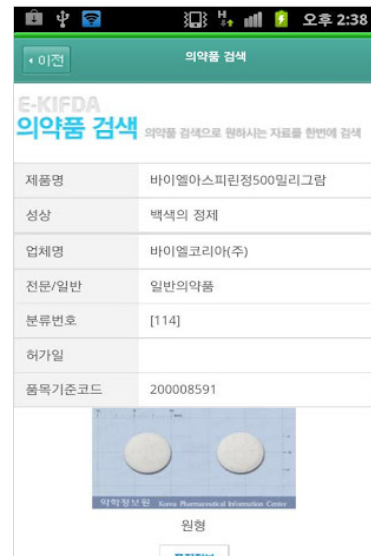 오후 2:38
이전
의약품 검색
E-KIFDA
의약품 검색 의약품 검색으로 원하시는 자료를 한번에 검색
제품명 바이엘아스피린정500밀리그람
성상 백색의 정제
업체명 바이엘코리아(주)
전문/일반 일반의약품
분류번호 [114]
허가일
품목기준코드 200008591
약학정보원 Korea Pharmaceutical Information Center
원형